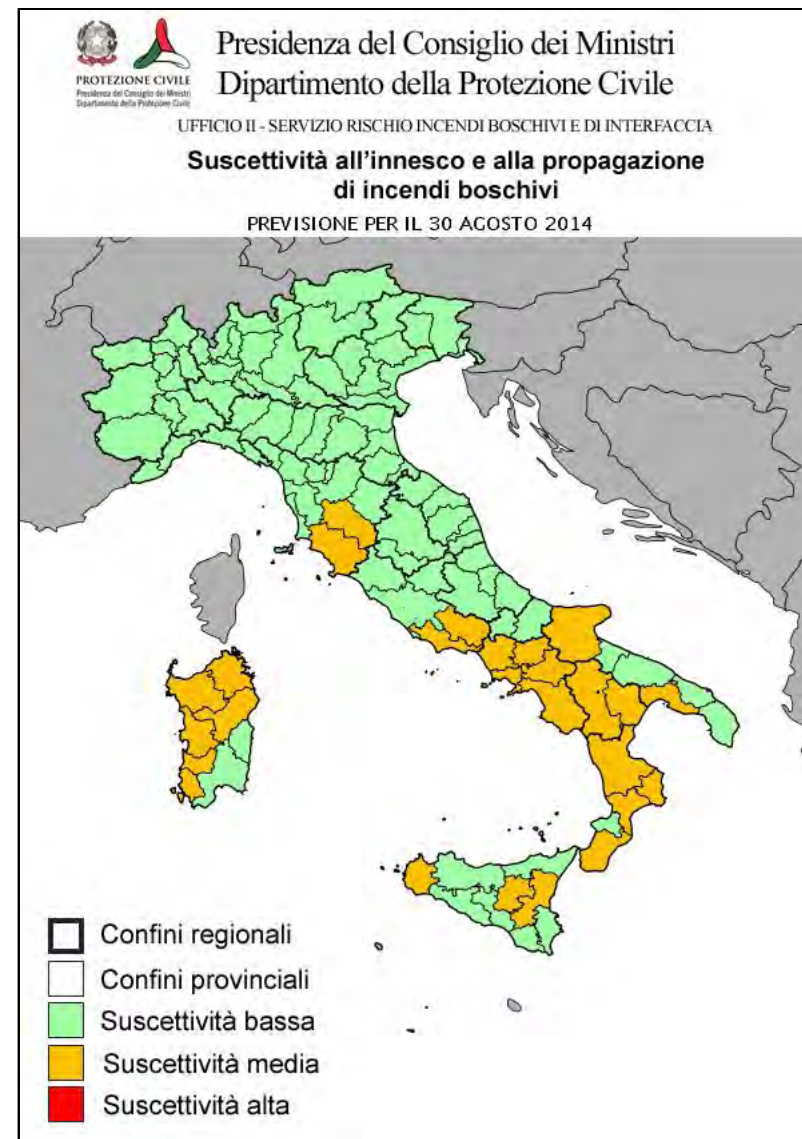 Presidenza del Consiglio dei Ministri
Dipartimento della Protezione Civile
PROTEZIONE CIVILE
Presidenza del Consiglio dei Ministri
Dipartimento della Protezione Civile
UFFICIO II - SERVIZIO RISCHIO INCENDI BOSCHIVI E DI INTERFACCIA
Suscettività all'innesco e alla propagazione
di incendi boschivi
PREVISIONE PER IL 30 AGOSTO 2014
Confini regionali
Confini provinciali
Suscettività bassa
Suscettività media
Suscettività alta